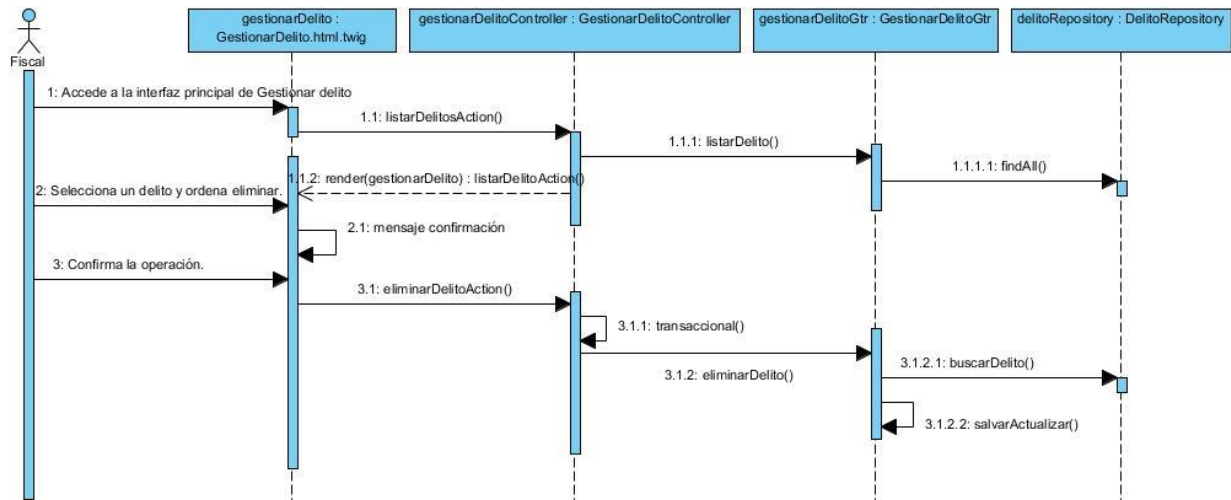 gestionarDelito :
GestionarDelito.html.twig
gestionarDelitoController : GestionarDelitoController
gestionarDelitoGtr : GestionarDelitoGtr
delitoRepository : DelitoRepository
Fiscal
1: Accede a la interfaz principal de Gestionar delito
1.1: listarDelitosAction()
1.1.1: listarDelito()
1.1.1.1: findAll()
1.1.2: render(gestionarDelito) : listarDelitoAction()
2: Selecciona un delito y ordena eliminar.
2.1: mensaje confirmación
3: Confirma la operación.
3.1: eliminarDelitoAction()
3.1.1: transaccional()
3.1.2: eliminarDelito()
3.1.2.1: buscarDelito()
3.1.2.2: salvarActualizar()